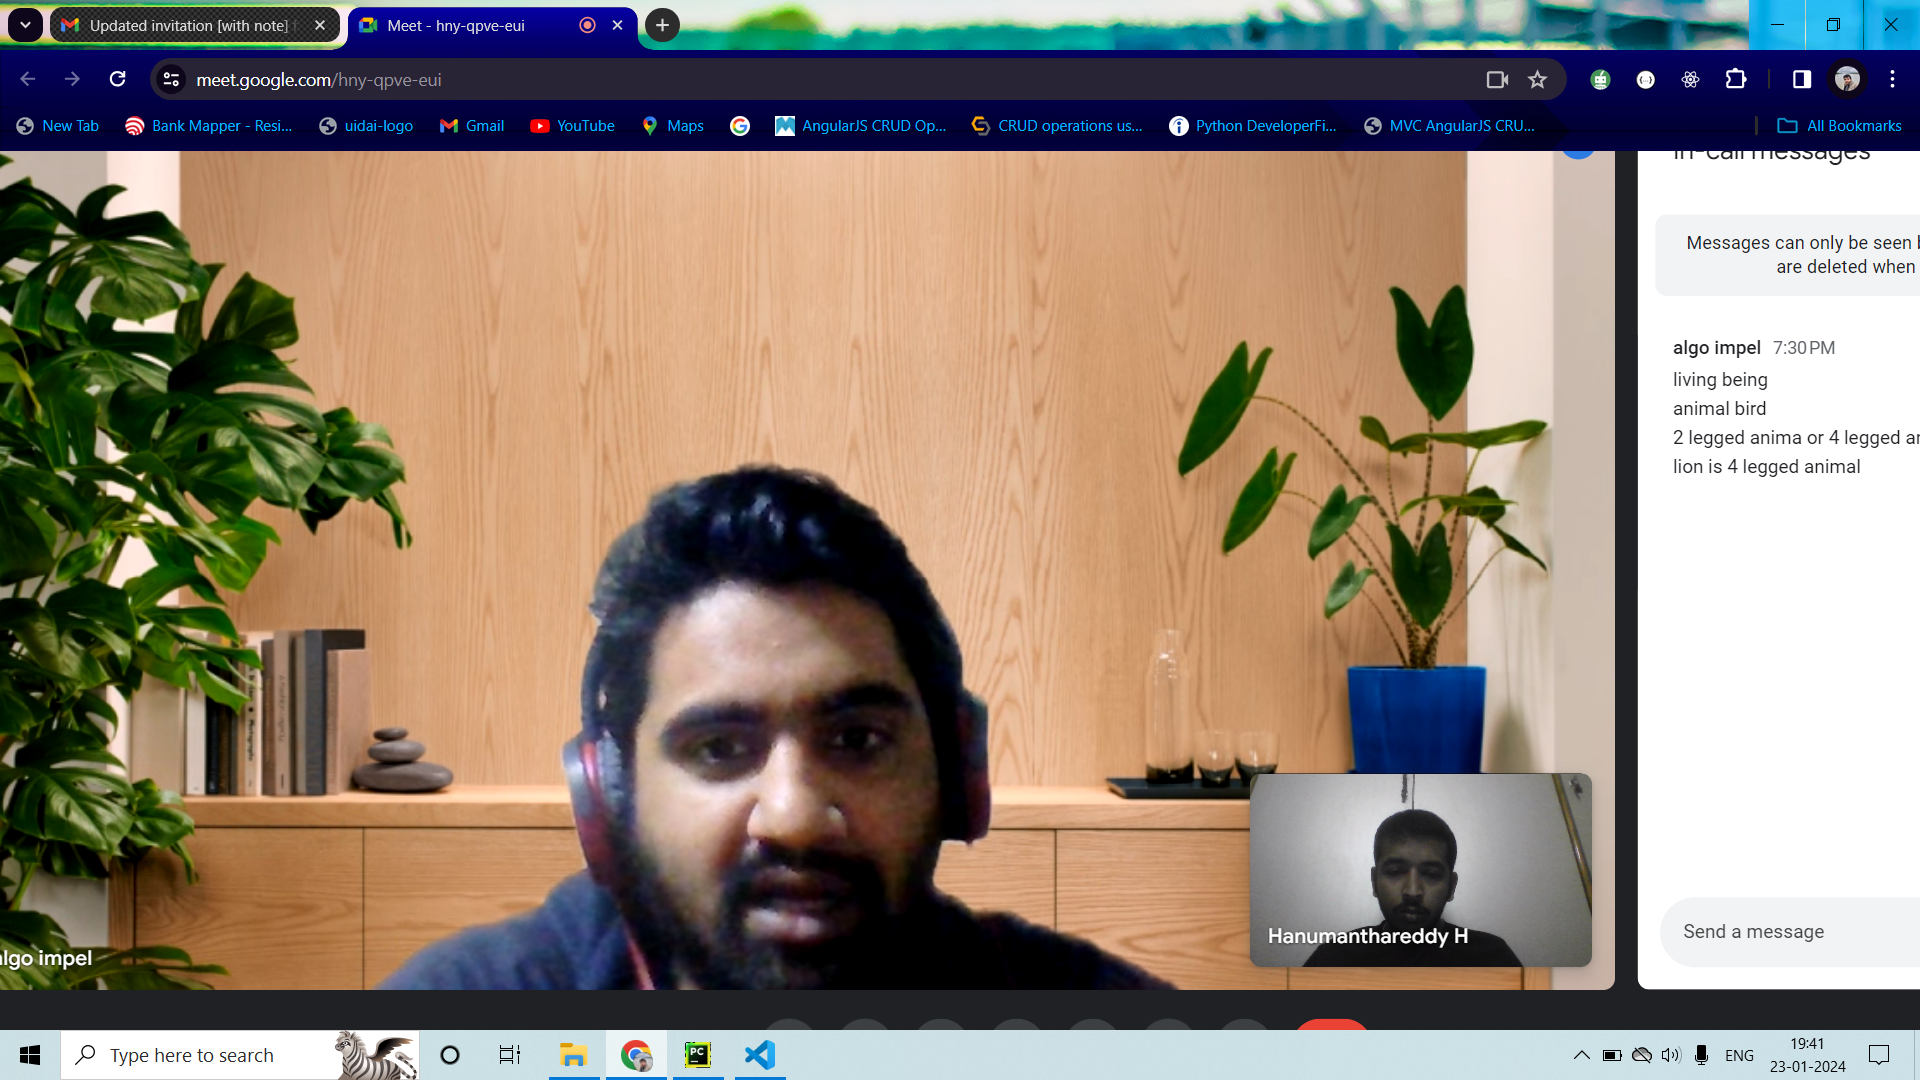 Updated invitation [with note]
Meet - hny-qpve-eui
meet.google.com/hny-qpve-eui
New Tab
Bank Mapper - Resi...
uidai-logo
Gmail
YouTube
Maps
AngularJS CRUD Op...
CRUD operations us...
Python DeveloperFi...
MVC AngularJS CRU...
All Bookmarks
in-call messages
Messages can only be seen
are deleted when
algo impel 7:30 PM
living being
animal bird
2 legged anima or 4 legged
lion is 4 legged animal
Hanumanthareddy H
algo impel
Send a message
Type here to search
PC
ENG
19:41
23-01-2024